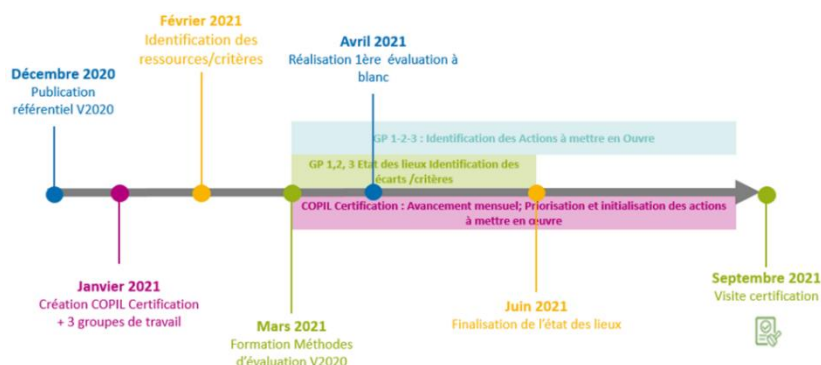 Février 2021
Identification des
ressources/critères
Avril 2021
Réalisation 1ère évaluation à
blanc
Décembre 2020
Publication
référentiel V2020
GP 1-2-3 : Identification des Actions à mettre en Ouvre
GP 1,2, 3 Etat des lieux Identification des
écarts /critères
COPIL Certification : Avancement mensuel; Priorisation et initialisation des actions
à mettre en œuvre
Janvier 2021
Création COPIL Certification
+ 3 groupes de travail
Mars 2021
Formation Méthodes
d'évaluation V2020
Juin 2021
Finalisation de l'état des lieux
Septembre 2021
Visite certification